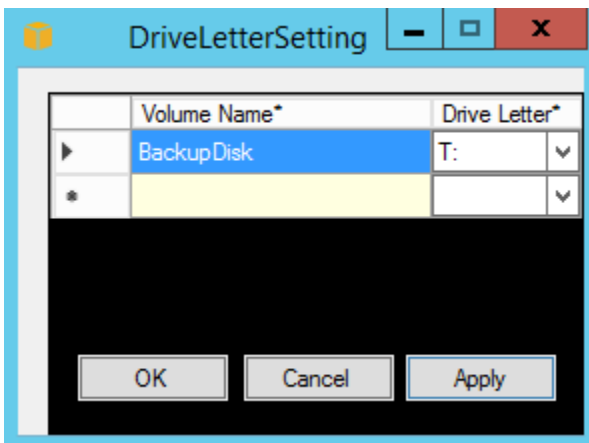 DriveLetterSetting
Volume Name* Drive Letter*
BackupDisk T:
OK Cancel Apply